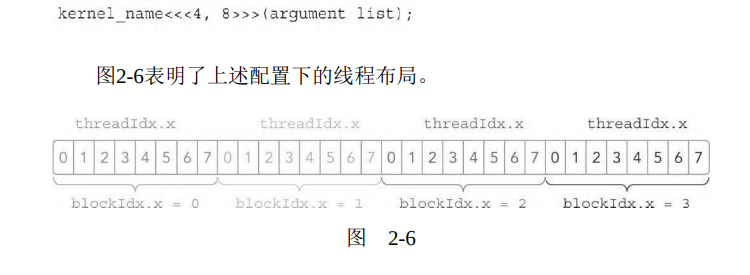 kernel_name<<<4, 8>>>(argument list);
图2-6表明了上述配置下的线程布局。
threadIdx.x threadIdx.x threadIdx.x threadIdx.x
0 1 2 3 4 5 6 7 0 1 2 3 4 5 6 7 0 1 2 3 4 5 6 7 0 1 2 3 4 5 6 7
blockIdx.x = 0 blockIdx.x = 1 blockIdx.x = 2 blockIdx.x = 3
图 2-6